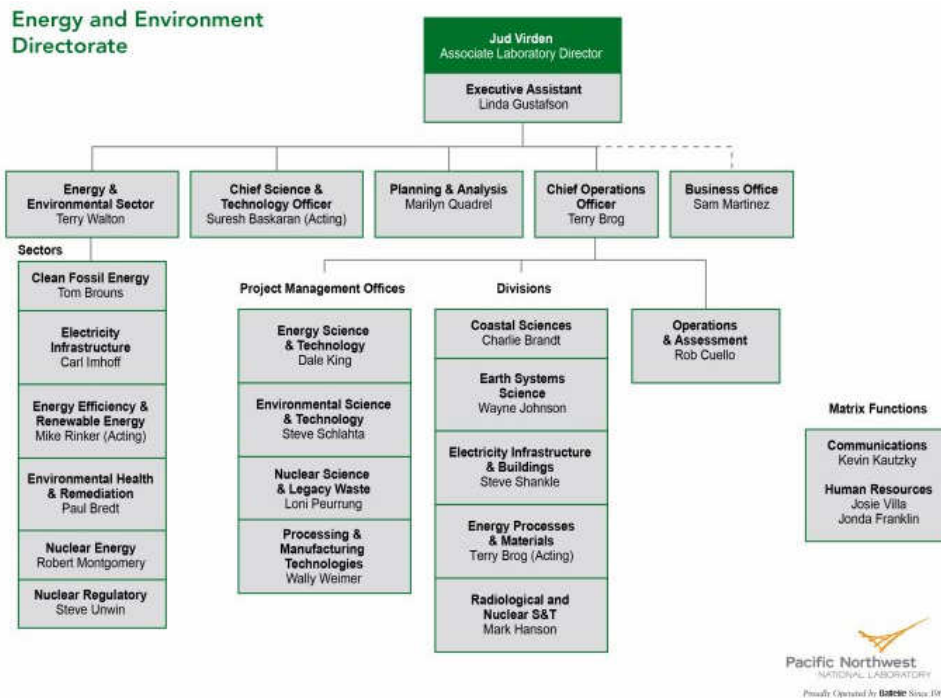 Energy and Environment
Directorate
Jud Virden
Associate Laboratory Director
Executive Assistant
Linda Gustafson
Energy &
Environmental Sector
Terry Walton
Chief Science &
Technology Officer
Suresh Baskaran (Acting)
Planning & Analysis
Marilyn Quadrel
Chief Operations
Officer
Terry Brog
Business Office
Sam Martinez
Sectors
Clean Fossil Energy
Tom Brouns
Electricity
Infrastructure
Carl Imhoff
Energy Efficiency &
Renewable Energy
Mike Rinker (Acting)
Environmental Health
& Remediation
Paul Bredt
Nuclear Energy
Robert Montgomery
Nuclear Regulatory
Steve Unwin
Project Management Offices
Energy Science
& Technology
Dale King
Environmental Science
& Technology
Steve Schlahta
Nuclear Science
& Legacy Waste
Loni Peurrung
Processing &
Manufacturing
Technologies
Wally Weimer
Divisions
Coastal Sciences
Charlie Brandt
Earth Systems
Science
Wayne Johnson
Electricity Infrastructure
& Buildings
Steve Shankle
Energy Processes
& Materials
Terry Brog (Acting)
Radiological and
Nuclear S&T
Mark Hanson
Operations
& Assessment
Rob Cuello
Matrix Functions
Communications
Kevin Kautzky
Human Resources
Josie Villa
Jonda Franklin
Pacific Northwest
NATIONAL LABORATORY
Proudly Operated by Battelle Since